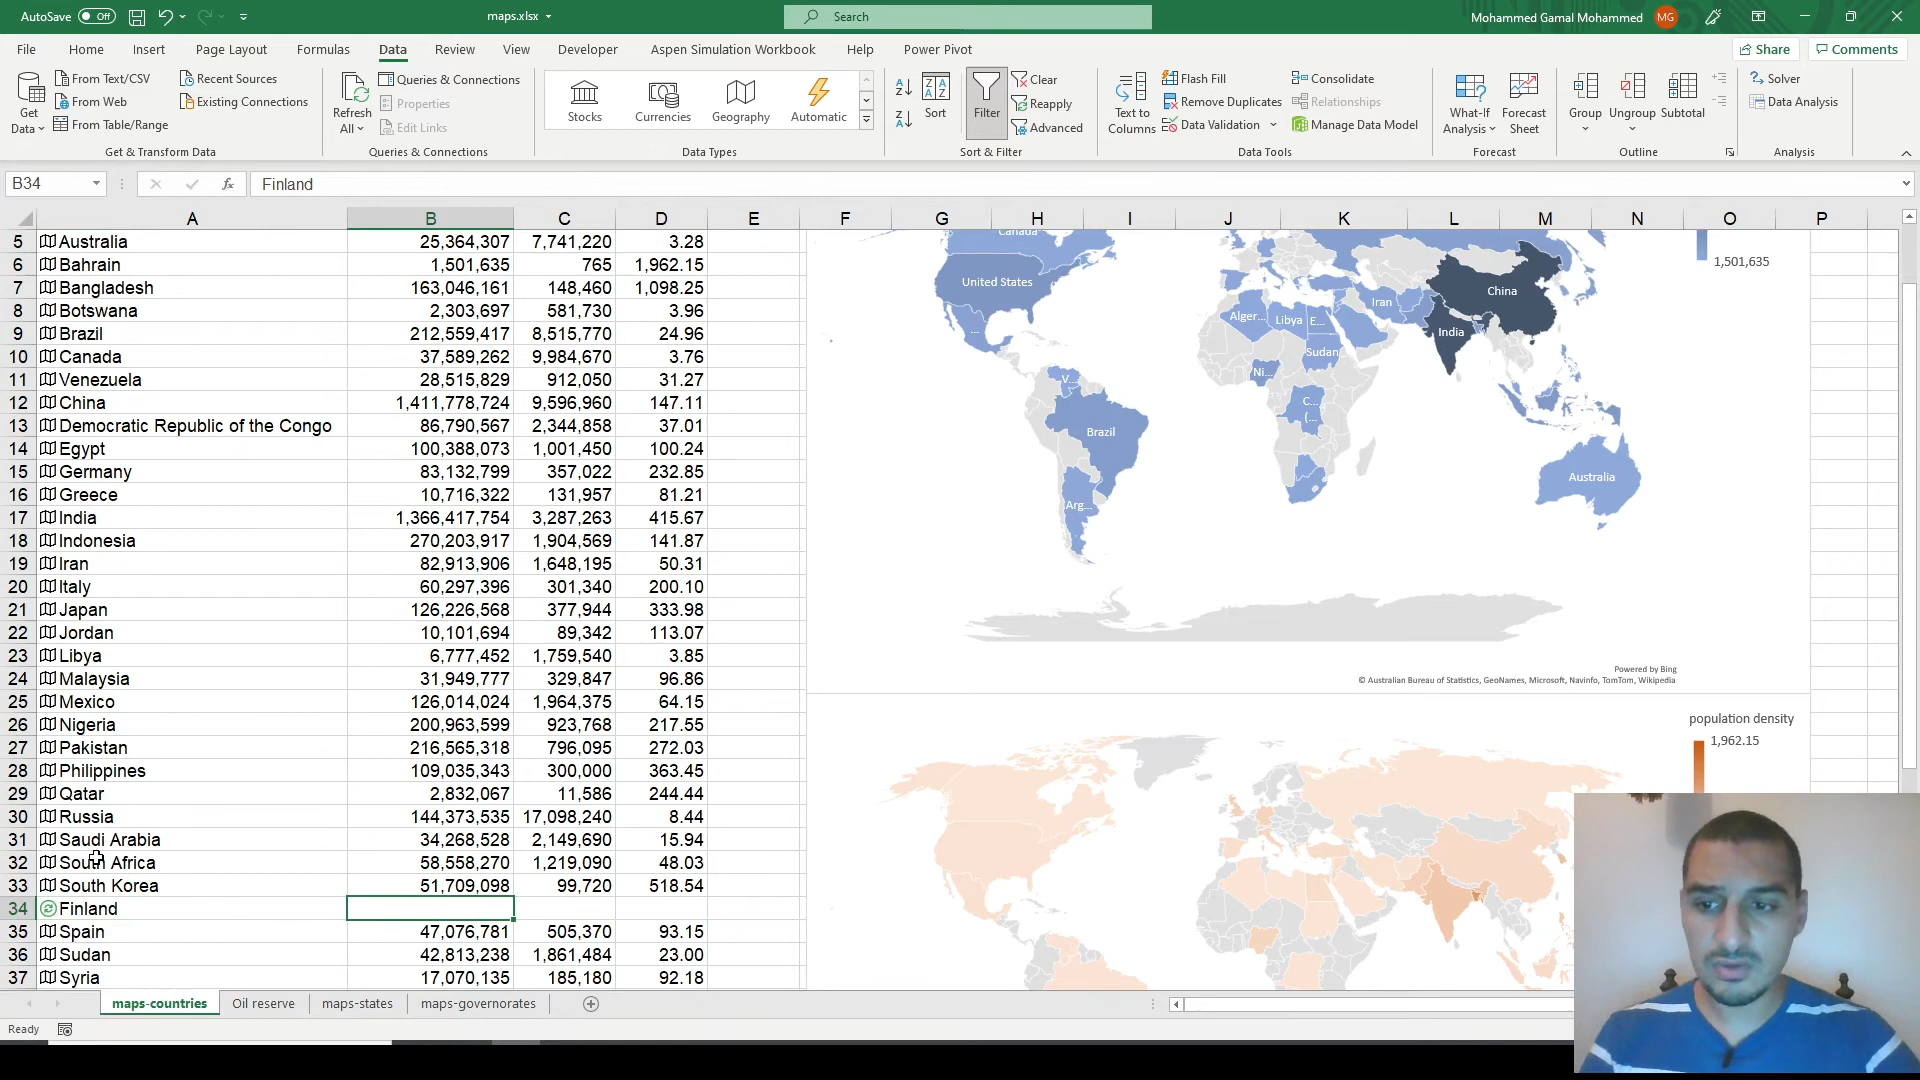 AutoSave Off maps.xlsx Search Mohammed Gamal Mohammed MG
File Home Insert Page Layout Formulas Data Review View Developer Aspen Simulation Workbook Help Power Pivot Share Comments
Get Data From Text/CSV From Web From Table/Range Recent Sources Existing Connections
Get & Transform Data
Refresh All Queries & Connections Properties Edit Links
Queries & Connections
Stocks Currencies Geography Automatic
Data Types
Sort Filter Clear Reapply Advanced
Sort & Filter
Text to Columns Flash Fill Remove Duplicates Data Validation Consolidate Relationships Manage Data Model
Data Tools
What-If Analysis Forecast Sheet
Forecast
Group Ungroup Subtotal
Outline
Solver Data Analysis
Analysis
B34 fx Finland
A B C D E F G H I J K L M N O P
5 Australia 25,364,307 7,741,220 3.28
6 Bahrain 1,501,635 765 1,962.15
7 Bangladesh 163,046,161 148,460 1,098.25
8 Botswana 2,303,697 581,730 3.96
9 Brazil 212,559,417 8,515,770 24.96
10 Canada 37,589,262 9,984,670 3.76
11 Venezuela 28,515,829 912,050 31.27
12 China 1,411,778,724 9,596,960 147.11
13 Democratic Republic of the Congo 86,790,567 2,344,858 37.01
14 Egypt 100,388,073 1,001,450 100.24
15 Germany 83,132,799 357,022 232.85
16 Greece 10,716,322 131,957 81.21
17 India 1,366,417,754 3,287,263 415.67
18 Indonesia 270,203,917 1,904,569 141.87
19 Iran 82,913,906 1,648,195 50.31
20 Italy 60,297,396 301,340 200.10
21 Japan 126,226,568 377,944 333.98
22 Jordan 10,101,694 89,342 113.07
23 Libya 6,777,452 1,759,540 3.85
24 Malaysia 31,949,777 329,847 96.86
25 Mexico 126,014,024 1,964,375 64.15
26 Nigeria 200,963,599 923,768 217.55
27 Pakistan 216,565,318 796,095 272.03
28 Philippines 109,035,343 300,000 363.45
29 Qatar 2,832,067 11,586 244.44
30 Russia 144,373,535 17,098,240 8.44
31 Saudi Arabia 34,268,528 2,149,690 15.94
32 South Africa 58,558,270 1,219,090 48.03
33 South Korea 51,709,098 99,720 518.54
34 Finland
35 Spain 47,076,781 505,370 93.15
36 Sudan 42,813,238 1,861,484 23.00
37 Syria 17,070,135 185,180 92.18
Canada
1,501,635
United States
China
Iran
Alger... Libya E...
India
...
Sudan
V... Ni...
C...
(...
Brazil
Australia
Arg...
Powered by Bing
© Australian Bureau of Statistics, GeoNames, Microsoft, Navinfo, TomTom, Wikipedia
population density
1,962.15
maps-countries Oil reserve maps-states maps-governorates
Ready